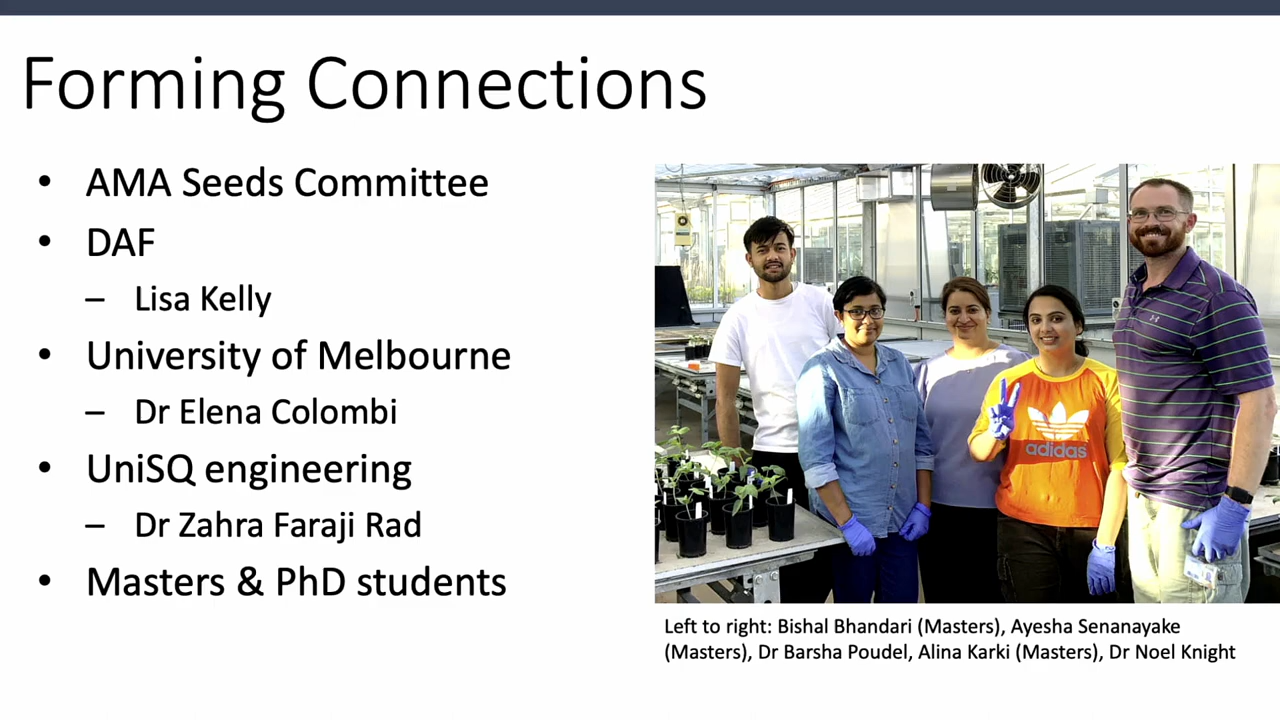 Forming Connections
• AMA Seeds Committee
• DAF
– Lisa Kelly
• University of Melbourne
– Dr Elena Colombi
• UniSQ engineering
– Dr Zahra Faraji Rad
• Masters & PhD students
adidas
Left to right: Bishal Bhandari (Masters), Ayesha Senanayake
(Masters), Dr Barsha Poudel, Alina Karki (Masters), Dr Noel Knight